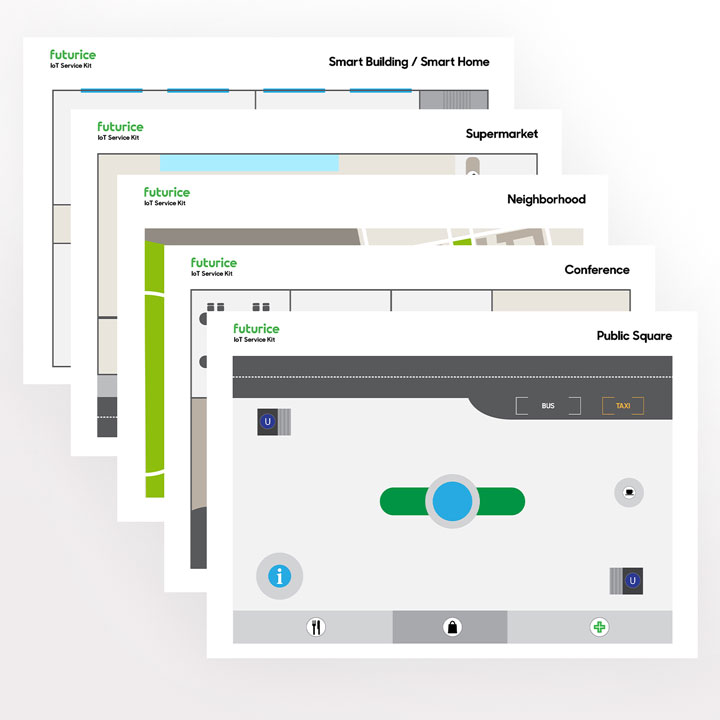 futurice
IoT Service Kit
Smart Building / Smart Home
futurice
IoT Service Kit
Supermarket
futurice
IoT Service Kit
Neighborhood
futurice
IoT Service Kit
Conference
futurice
IoT Service Kit
Public Square
BUS
TAXI
U
i
U